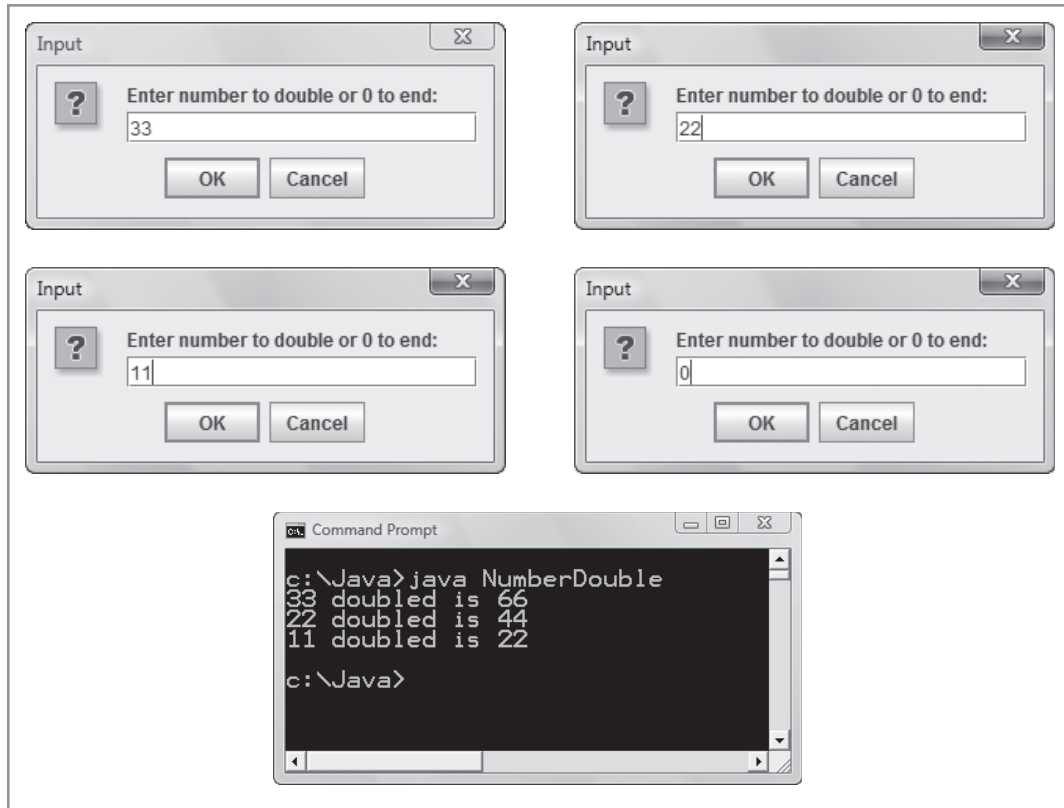 Input
Enter number to double or 0 to end:
33
OK Cancel
Input
Enter number to double or 0 to end:
22
OK Cancel
Input
Enter number to double or 0 to end:
11
OK Cancel
Input
Enter number to double or 0 to end:
0
OK Cancel
Command Prompt
c:\Java>java NumberDouble
33 doubled is 66
22 doubled is 44
11 doubled is 22
c:\Java>